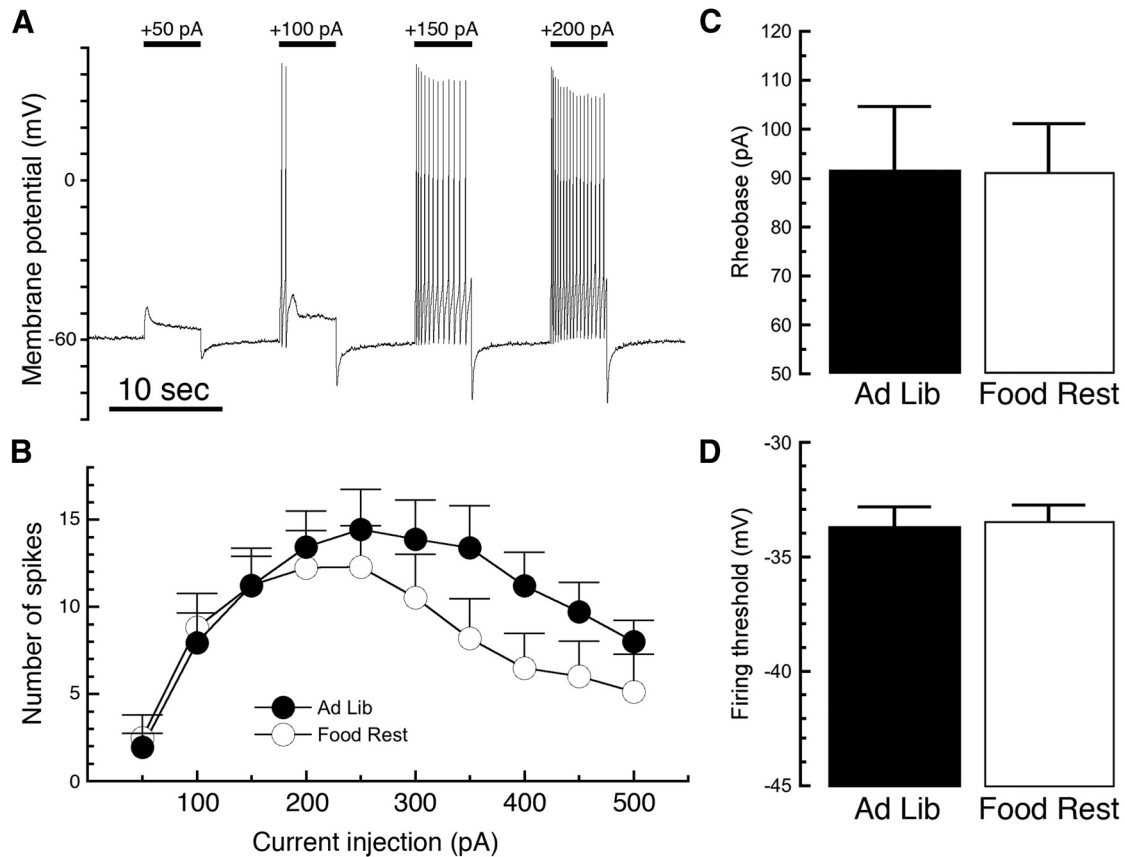 A
+50 pA +100 pA +150 pA +200 pA
Membrane potential (mV)
0
-60
10 sec
B
Number of spikes
15
10
5
0
Ad Lib
Food Rest
100 200 300 400 500
Current injection (pA)
C
Rheobase (pA)
120
110
100
90
80
70
60
50
Ad Lib Food Rest
D
Firing threshold (mV)
-30
-35
-40
-45
Ad Lib Food Rest